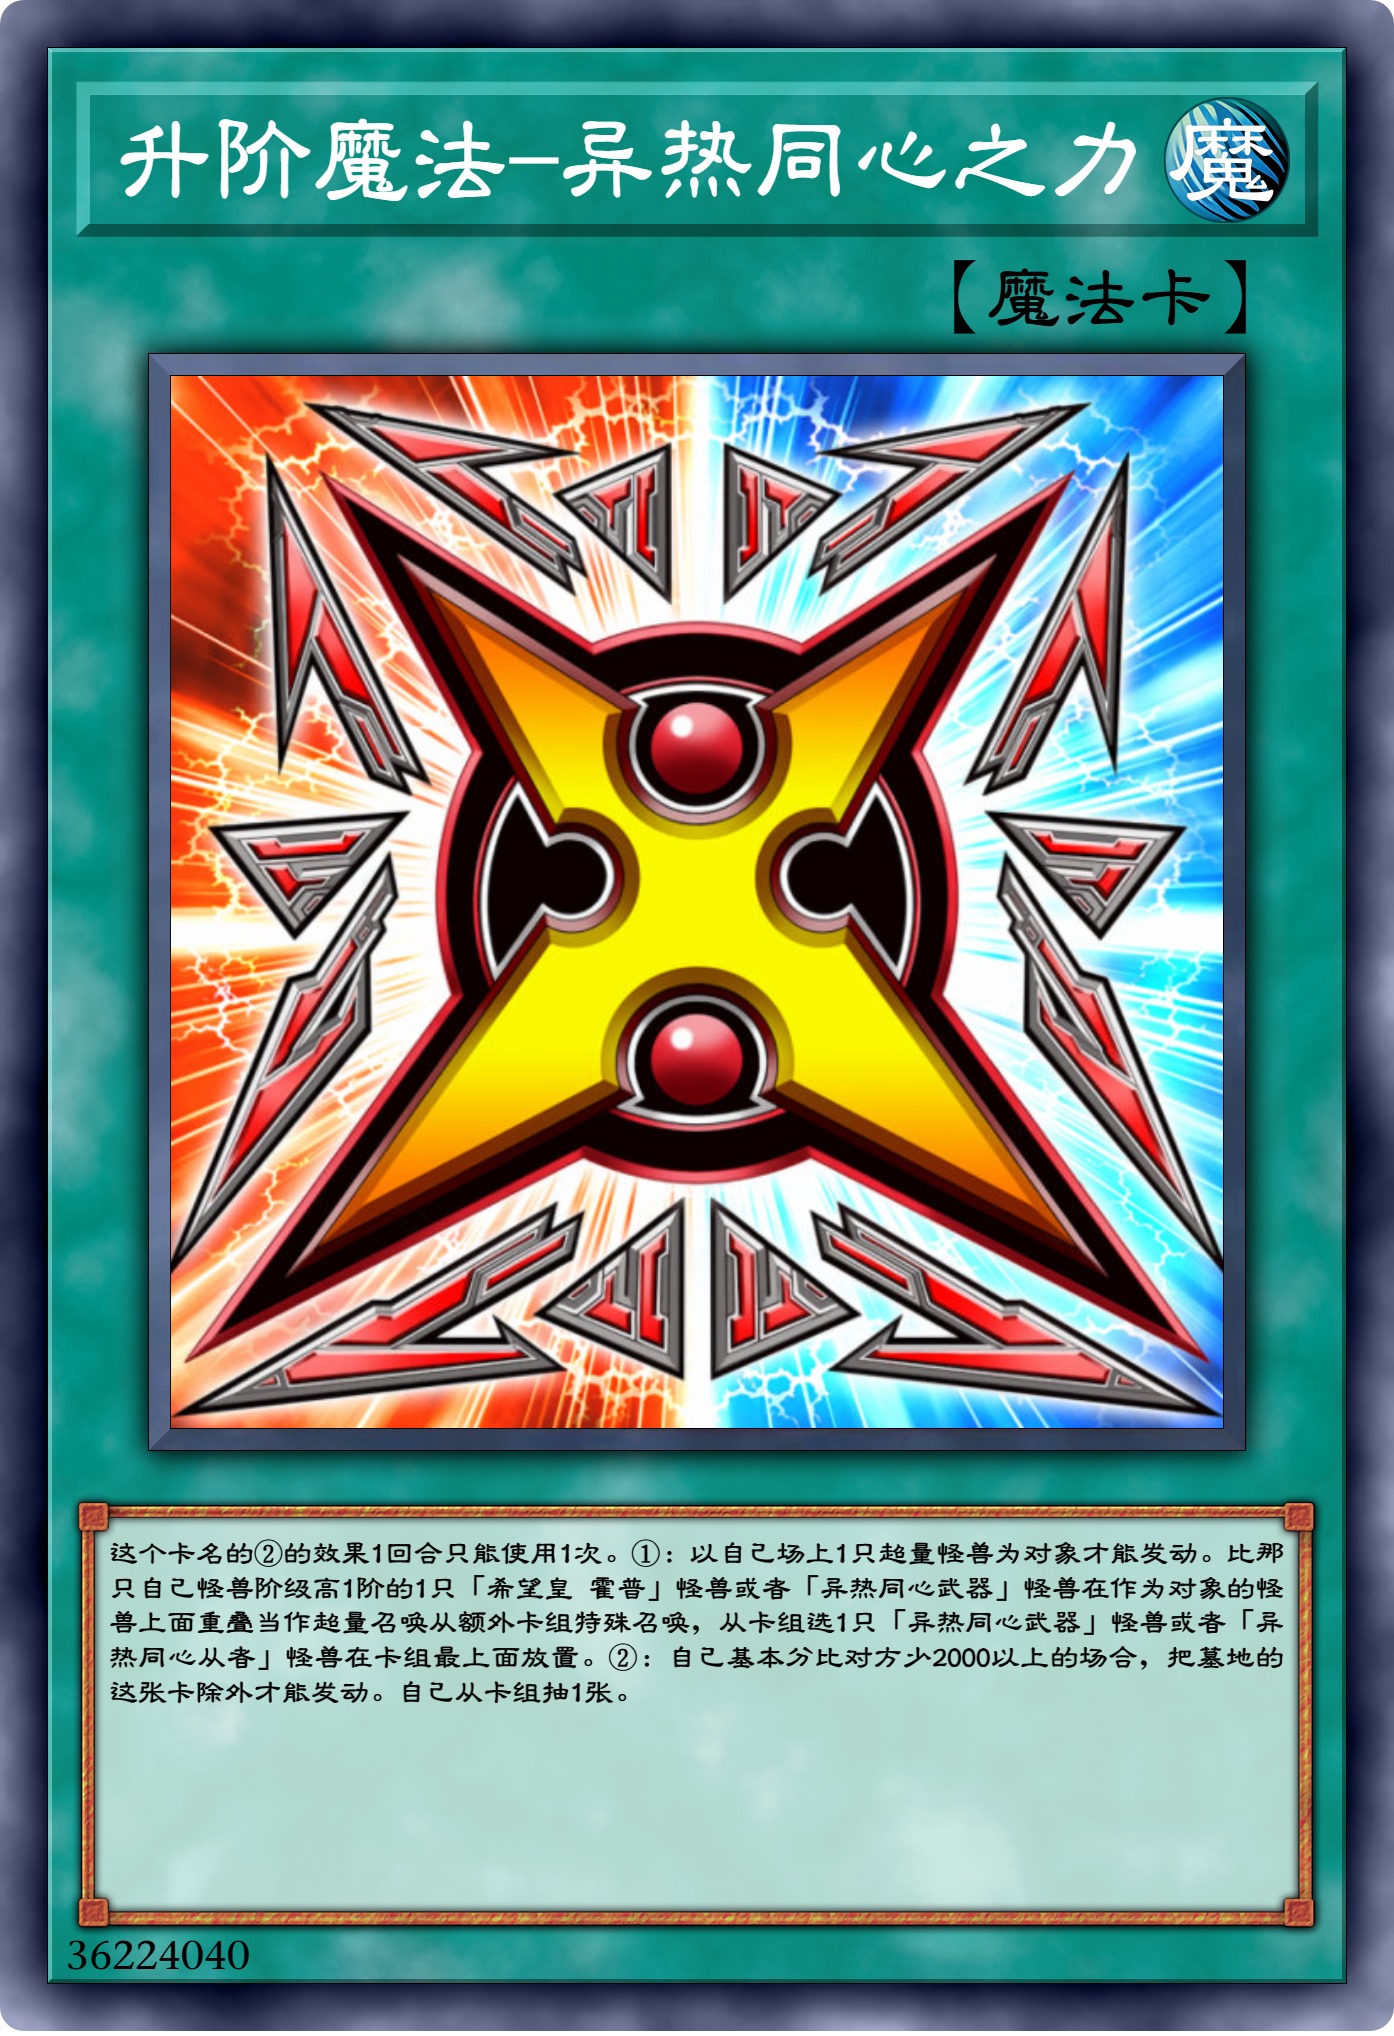 升阶魔法-异热同心之力 魔
【魔法卡】
这个卡名的②的效果1回合只能使用1次。①：以自己场上1只超量怪兽为对象才能发动。比那
只自己怪兽阶级高1阶的1只「希望皇 霍普」怪兽或者「异热同心武器」怪兽在作为对象的怪
兽上面重叠当作超量召唤从额外卡组特殊召唤，从卡组选1只「异热同心武器」怪兽或者「异
热同心从者」怪兽在卡组最上面放置。②：自己基本分比对方少2000以上的场合，把墓地的
这张卡除外才能发动。自己从卡组抽1张。
36224040